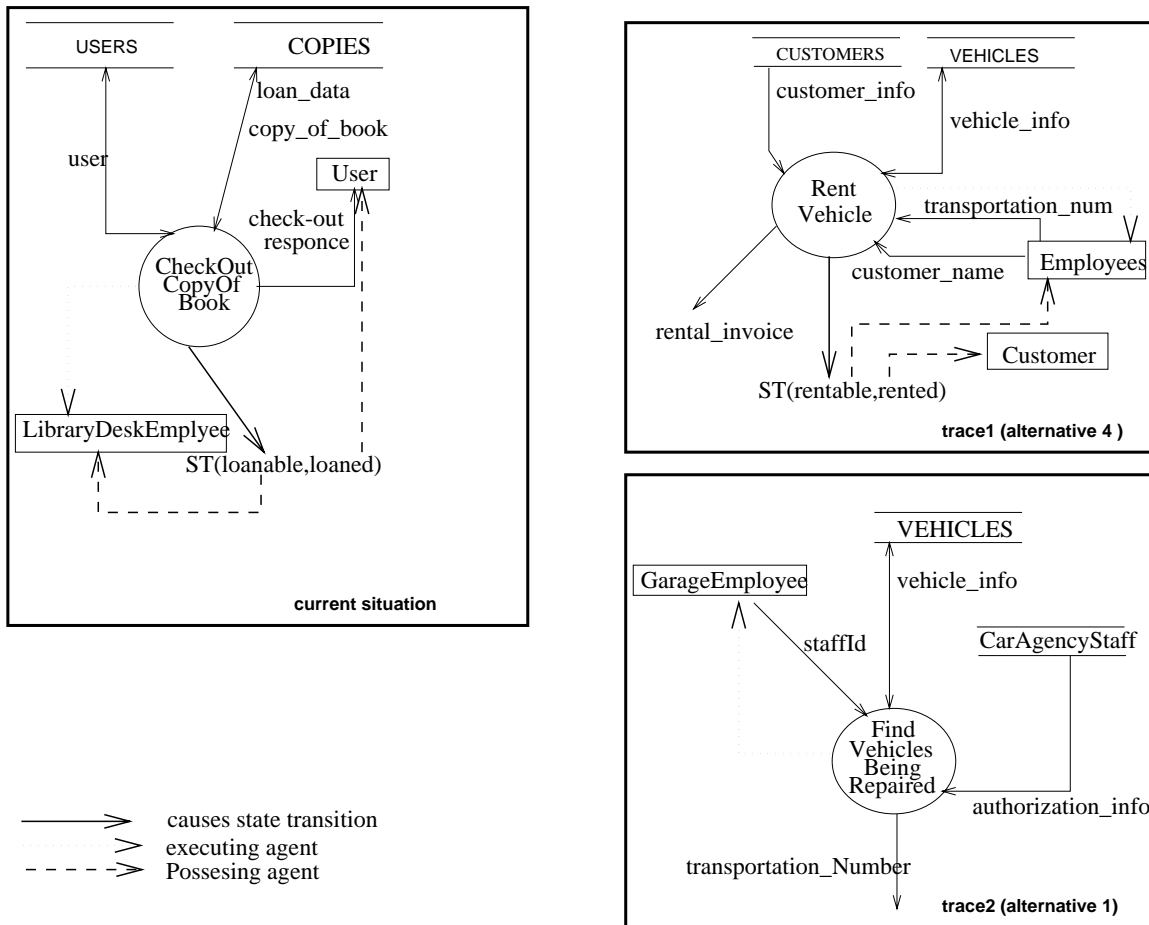 USERS
COPIES
loan_data
copy_of_book
user
User
check-out
responce
CheckOut
CopyOf
Book
LibraryDeskEmplyee
ST(loanable,loaned)
current situation
CUSTOMERS
VEHICLES
customer_info
vehicle_info
Rent
Vehicle
transportation_num
customer_name
Employees
rental_invoice
Customer
ST(rentable,rented)
trace1 (alternative 4 )
VEHICLES
GarageEmployee
vehicle_info
staffId
CarAgencyStaff
Find
Vehicles
Being
Repaired
authorization_info
transportation_Number
trace2 (alternative 1)
causes state transition
executing agent
Possesing agent